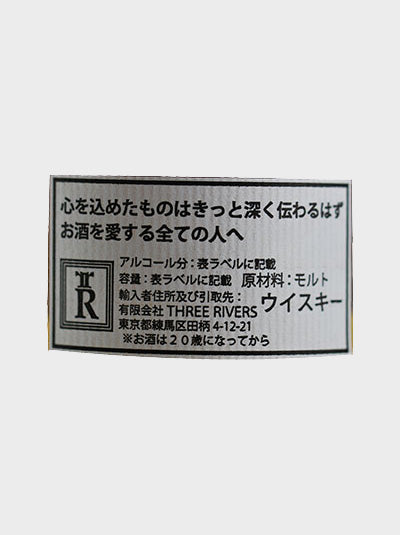 心を込めたものはきっと深く伝わるはず
お酒を愛する全ての人へ
アルコール分：表ラベルに記載
容量：表ラベルに記載 原材料：モルト
輸入者住所及び引取先： ウイスキー
有限会社 THREE RIVERS
東京都練馬区田柄 4-12-21
※お酒は２０歳になってから
TR